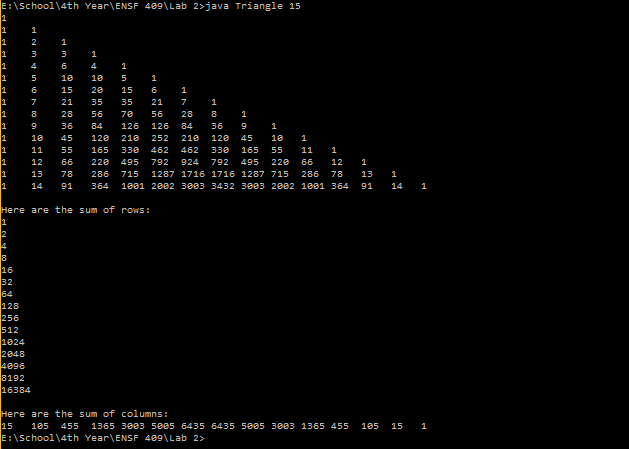 E:\School\4th Year\ENSF 409\Lab 2>java Triangle 15
1
1 1
1 2 1
1 3 3 1
1 4 6 4 1
1 5 10 10 5 1
1 6 15 20 15 6 1
1 7 21 35 35 21 7 1
1 8 28 56 70 56 28 8 1
1 9 36 84 126 126 84 36 9 1
1 10 45 120 210 252 210 120 45 10 1
1 11 55 165 330 462 462 330 165 55 11 1
1 12 66 220 495 792 924 792 495 220 66 12 1
1 13 78 286 715 1287 1716 1716 1287 715 286 78 13 1
1 14 91 364 1001 2002 3003 3432 3003 2002 1001 364 91 14 1
Here are the sum of rows:
1
2
4
8
16
32
64
128
256
512
1024
2048
4096
8192
16384
Here are the sum of columns:
15 105 455 1365 3003 5005 6435 6435 5005 3003 1365 455 105 15 1
E:\School\4th Year\ENSF 409\Lab 2>